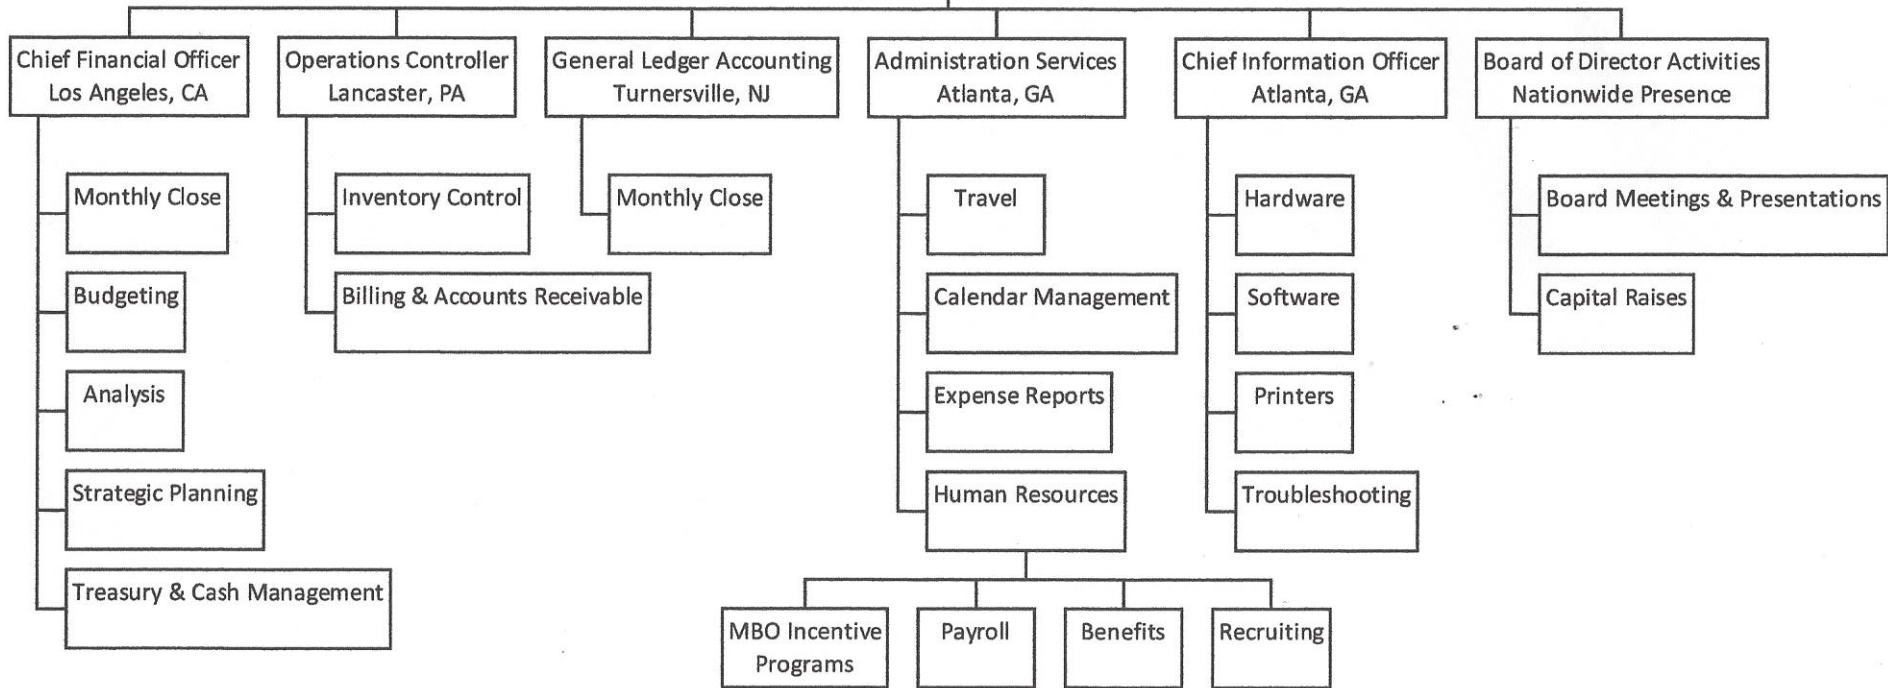 Chief Financial Officer
Los Angeles, CA
Operations Controller
Lancaster, PA
General Ledger Accounting
Turnersville, NJ
Administration Services
Atlanta, GA
Chief Information Officer
Atlanta, GA
Board of Director Activities
Nationwide Presence
Monthly Close
Budgeting
Analysis
Strategic Planning
Treasury & Cash Management
Inventory Control
Billing & Accounts Receivable
Monthly Close
Travel
Calendar Management
Expense Reports
Human Resources
MBO Incentive
Programs
Payroll
Benefits
Recruiting
Hardware
Software
Printers
Troubleshooting
Board Meetings & Presentations
Capital Raises